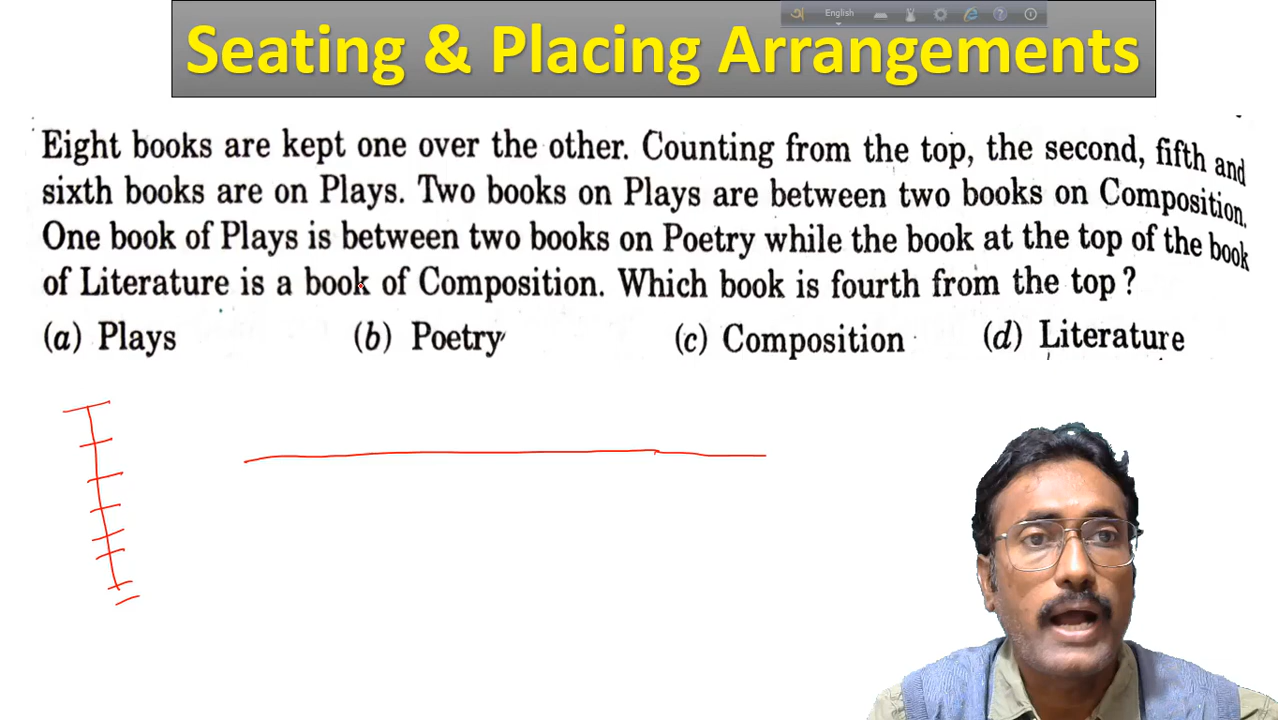 English
Seating & Placing Arrangements
Eight books are kept one over the other. Counting from the top, the second, fifth and
sixth books are on Plays. Two books on Plays are between two books on Composition.
One book of Plays is between two books on Poetry while the book at the top of the book
of Literature is a book of Composition. Which book is fourth from the top?
(a) Plays (b) Poetry (c) Composition (d) Literature